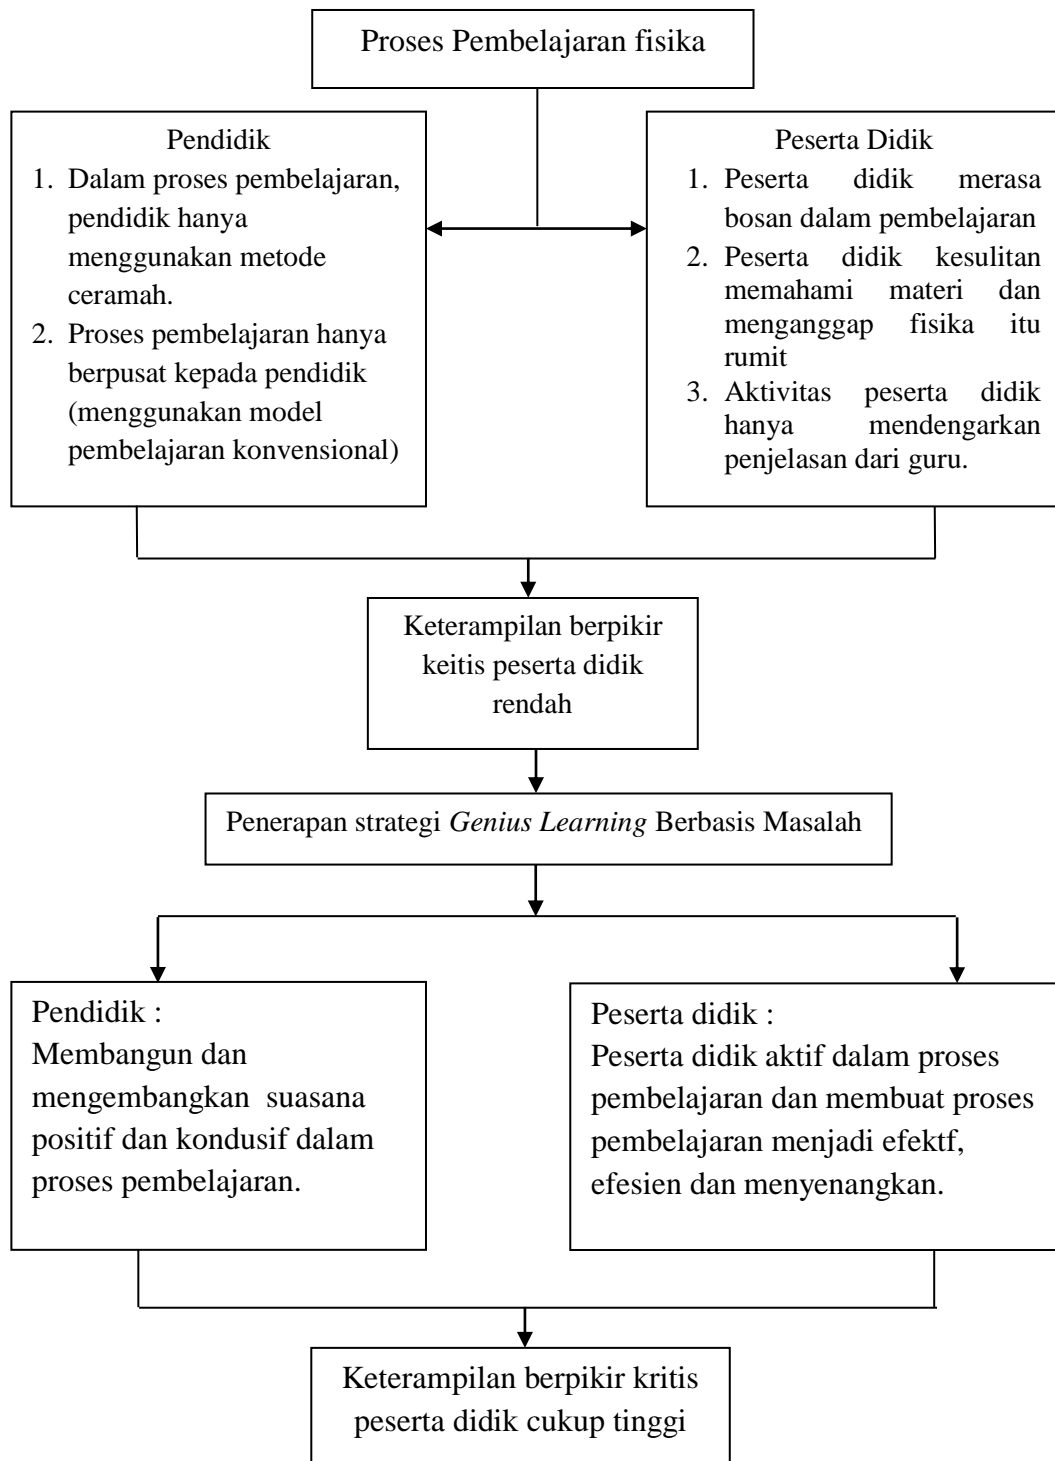 Proses Pembelajaran fisika
Pendidik
1. Dalam proses pembelajaran,
pendidik hanya
menggunakan metode
ceramah.
2. Proses pembelajaran hanya
berpusat kepada pendidik
(menggunakan model
pembelajaran konvensional)
Peserta Didik
1. Peserta didik merasa
bosan dalam pembelajaran
2. Peserta didik kesulitan
memahami materi dan
menganggap fisika itu
rumit
3. Aktivitas peserta didik
hanya mendengarkan
penjelasan dari guru.
Keterampilan berpikir
keitis peserta didik
rendah
Penerapan strategi Genius Learning Berbasis Masalah
Pendidik :
Membangun dan
mengembangkan suasana
positif dan kondusif dalam
proses pembelajaran.
Peserta didik :
Peserta didik aktif dalam proses
pembelajaran dan membuat proses
pembelajaran menjadi efektf,
efesien dan menyenangkan.
Keterampilan berpikir kritis
peserta didik cukup tinggi